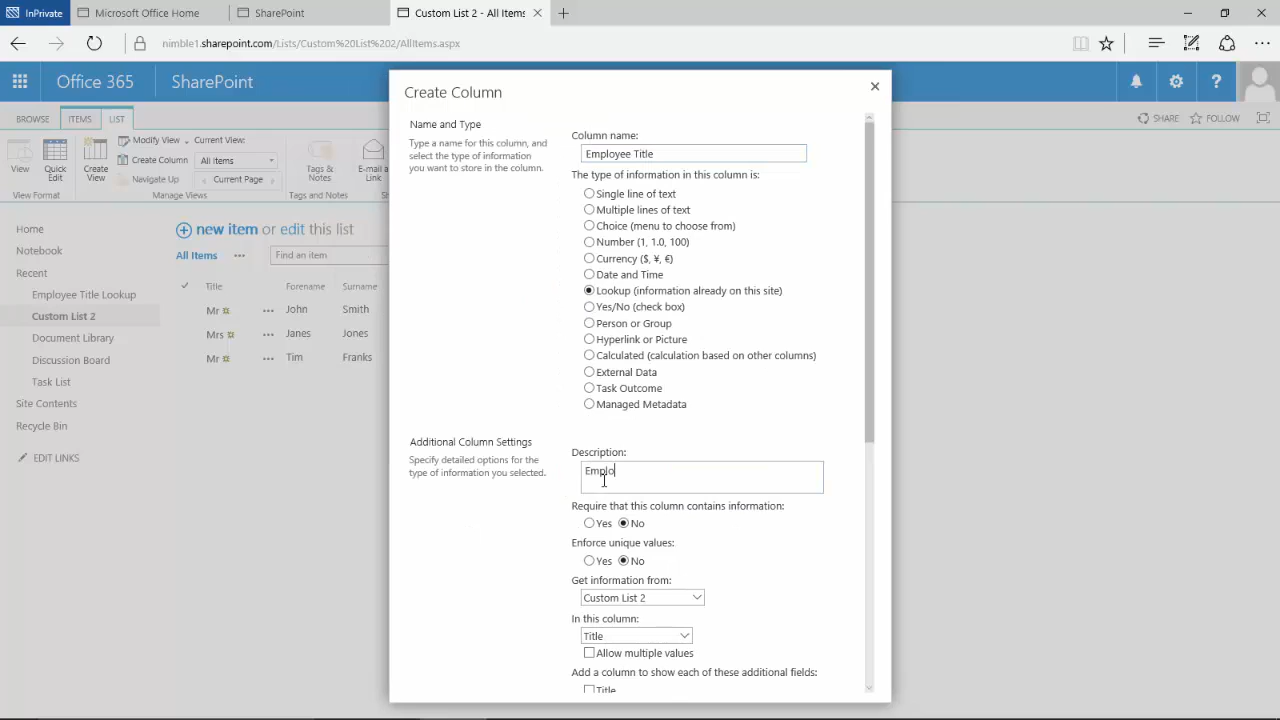 InPrivate
Microsoft Office Home
SharePoint
Custom List 2 - All Items
nimble1.sharepoint.com/Lists/Custom%20List%202/AllItems.aspx
Office 365
SharePoint
BROWSE
ITEMS
LIST
SHARE
FOLLOW
View
Quick
Edit
Create
View
Modify View
Create Column
Navigate Up
Current View:
All items
Current Page
Tags &
Notes
E-mail a
Link
View Format
Manage Views
Tags and Notes
Home
Notebook
Recent
Employee Title Lookup
Custom List 2
Document Library
Discussion Board
Task List
Site Contents
Recycle Bin
EDIT LINKS
new item or edit this list
All Items
Find an item
Title Forename Surname
Mr John Smith
Mrs Janes Jones
Mr Tim Franks
Create Column
Name and Type
Type a name for this column, and
select the type of information
you want to store in the column.
Column name:
Employee Title
The type of information in this column is:
Single line of text
Multiple lines of text
Choice (menu to choose from)
Number (1, 1.0, 100)
Currency ($, ¥, €)
Date and Time
Lookup (information already on this site)
Yes/No (check box)
Person or Group
Hyperlink or Picture
Calculated (calculation based on other columns)
External Data
Task Outcome
Managed Metadata
Additional Column Settings
Specify detailed options for the
type of information you selected.
Description:
Emplo
Require that this column contains information:
Yes No
Enforce unique values:
Yes No
Get information from:
Custom List 2
In this column:
Title
Allow multiple values
Add a column to show each of these additional fields:
Title